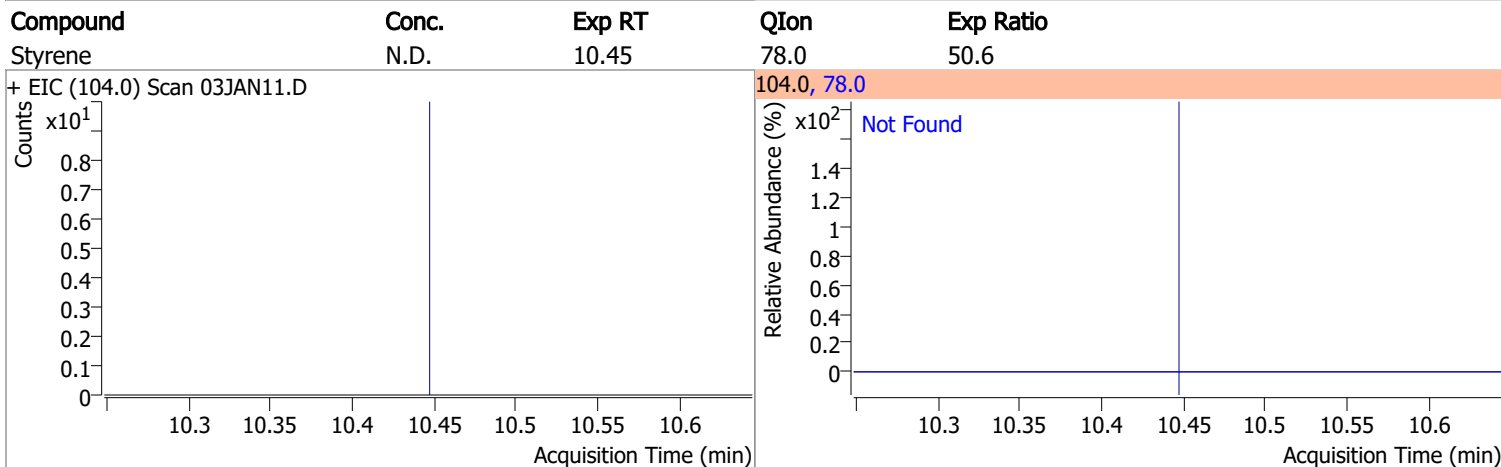 Compound Conc. Exp RT QIon Exp Ratio
Styrene N.D. 10.45 78.0 50.6
+ EIC (104.0) Scan 03JAN11.D
Counts
x10¹
0.8
0.7
0.6
0.5
0.4
0.3
0.2
0.1
0
10.3 10.35 10.4 10.45 10.5 10.55 10.6
Acquisition Time (min)
104.0, 78.0
Relative Abundance (%)
x10²
Not Found
1.4
1.2
1
0.8
0.6
0.4
0.2
0
10.3 10.35 10.4 10.45 10.5 10.55 10.6
Acquisition Time (min)